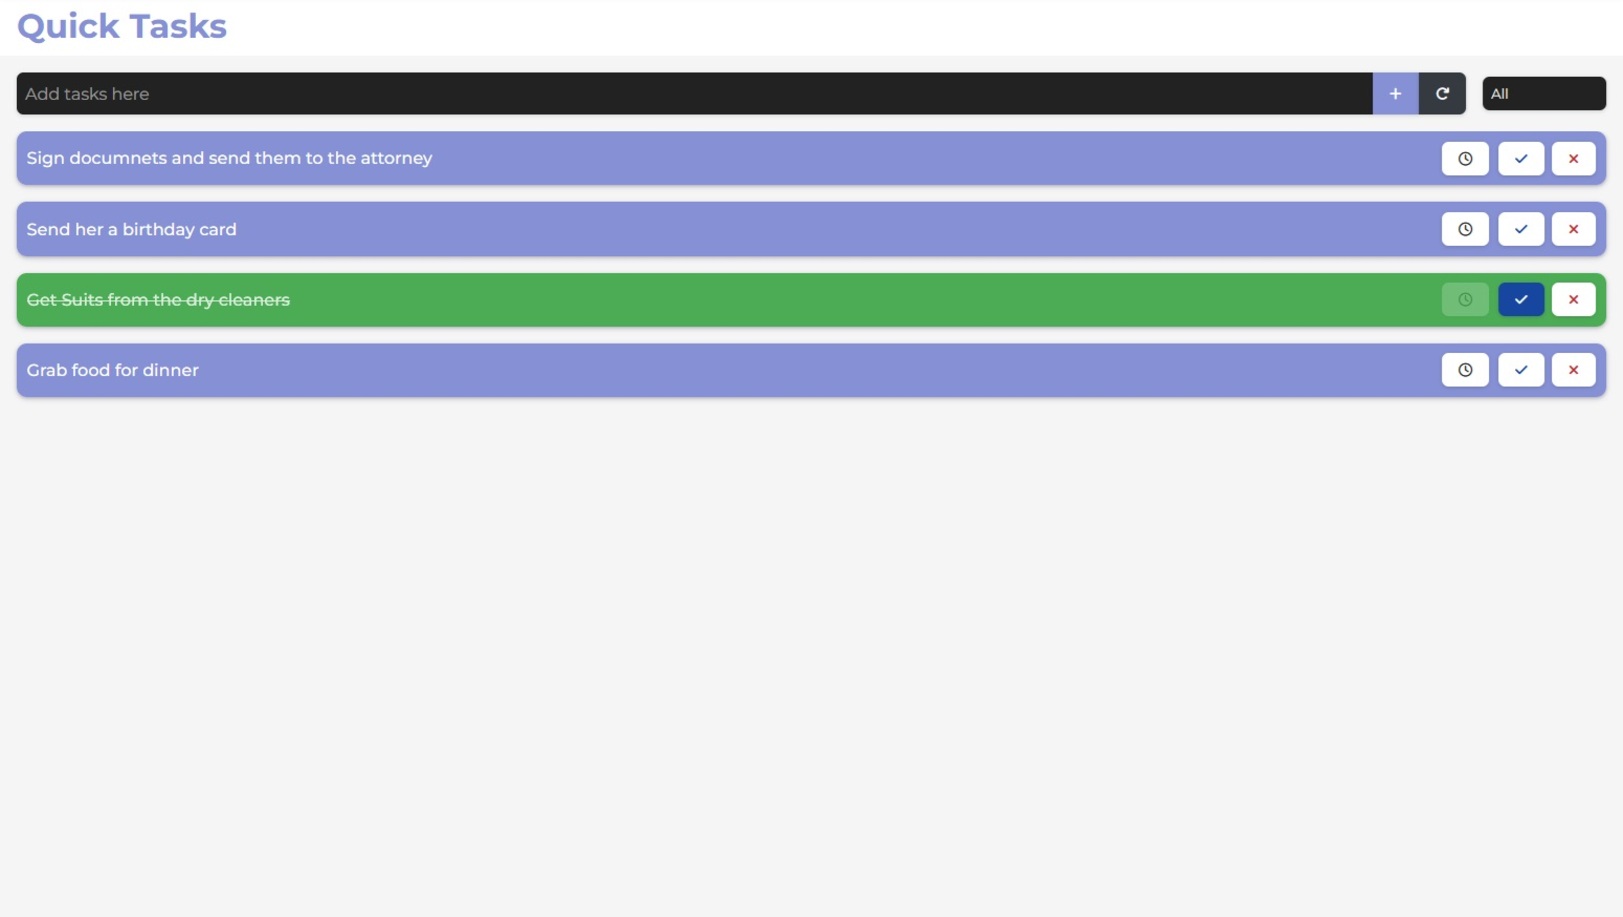 Quick Tasks
Add tasks here
All
Sign documnets and send them to the attorney
Send her a birthday card
Get Suits from the dry cleaners
Grab food for dinner